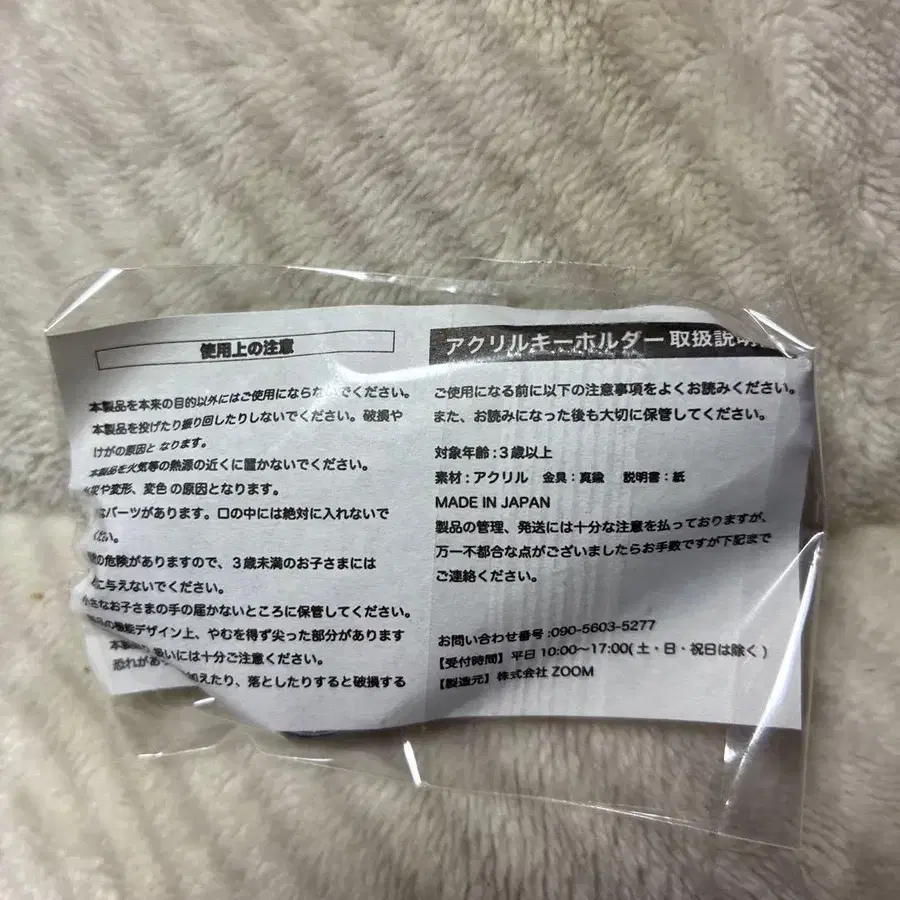 使用上の注意
本製品を本来の目的以外にはご使用にならないでください。
本製品を投げたり振り回したりしないでください。破損や
けがの原因となります。
本製品を火気等の熱源の近くに置かないでください。
や変形、変色の原因となります。
パーツがあります。口の中には絶対に入れないで
ください。
の危険がありますので、3歳未満のお子さまには
に与えないでください。
小さなお子さまの手の届かないところに保管してください。
の機能デザイン上、やむを得ず尖った部分があります
扱いには十分ご注意ください。
恐れがあ
加えたり、落としたりすると破損する
アクリルキーホルダー 取扱説明
ご使用になる前に以下の注意事項をよくお読みください。
また、お読みになった後も大切に保管してください。
対象年齢:3歳以上
素材:アクリル 金具:真鍮 説明書:紙
MADE IN JAPAN
製品の管理、発送には十分な注意を払っておりますが、
万一不都合な点がございましたらお手数ですが下記まで
ご連絡ください。
お問い合わせ番号:090-5603-5277
【受付時間】平日 10:00~17:00(土・日・祝日は除く)
【製造元】株式会社 ZOOM